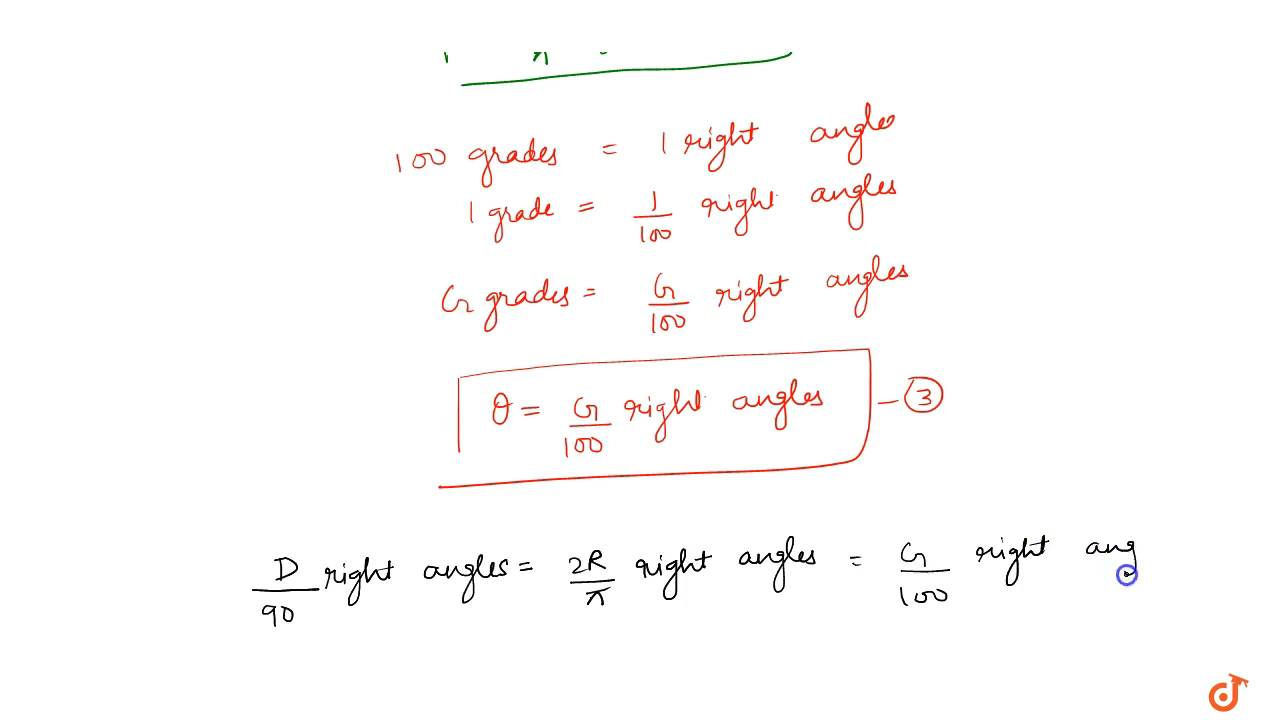 100 grades = 1 right angles
1 grade = 1/100 right angles
G grades = G/100 right angles
θ = G/100 right angles - ③
D/90 right angles = 2R/π right angles = G/100 right ang